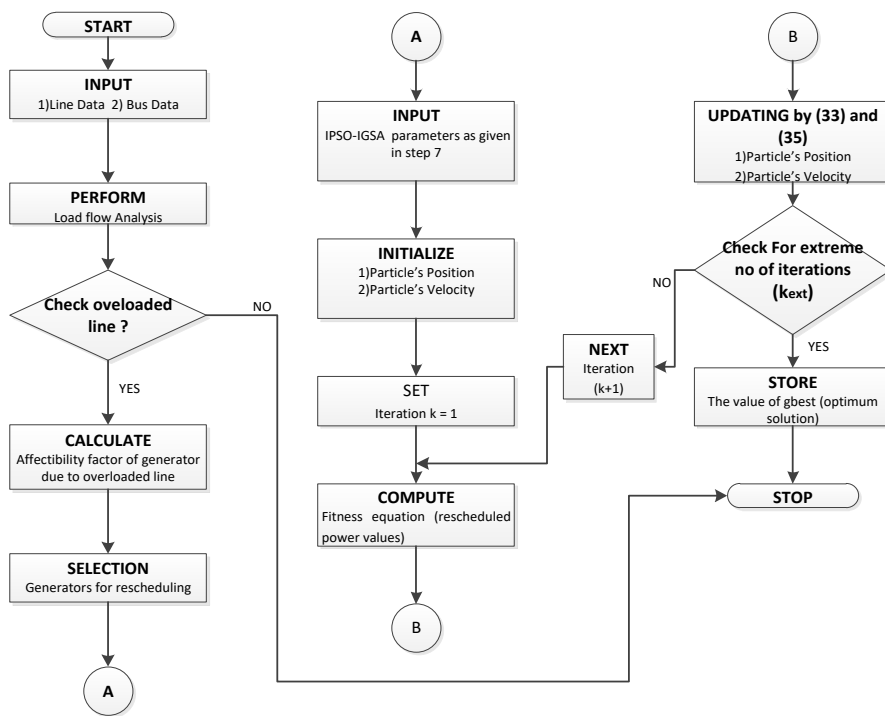 START
INPUT
1)Line Data 2) Bus Data
PERFORM
Load flow Analysis
Check oveloaded
line ?
NO
YES
CALCULATE
Affectibility factor of generator
due to overloaded line
SELECTION
Generators for rescheduling
A
A
INPUT
IPSO-IGSA parameters as given
in step 7
INITIALIZE
1)Particle's Position
2)Particle's Velocity
SET
Iteration k = 1
COMPUTE
Fitness equation (rescheduled
power values)
B
B
UPDATING by (33) and
(35)
1)Particle's Position
2)Particle's Velocity
Check For extreme
no of iterations
(kext)
NO
YES
NEXT
Iteration
(k+1)
STORE
The value of gbest (optimum
solution)
STOP